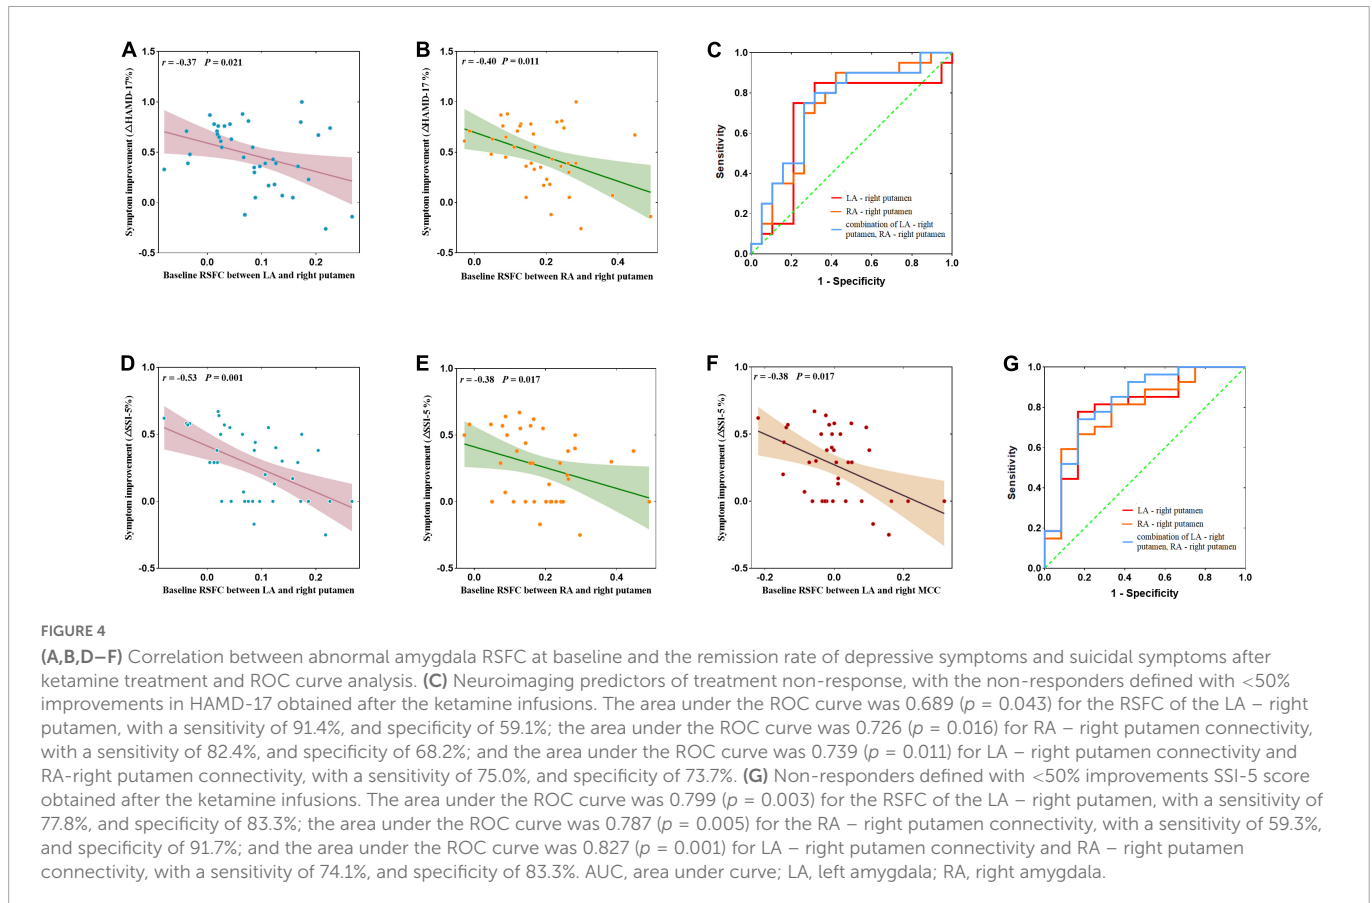 A
r = -0.37 P = 0.021
Symptom improvement (△HAMD-17%)
1.5
1.0
0.5
0.0
-0.5
0.0 0.1 0.2
Baseline RSFC between LA and right putamen
B
r = -0.40 P = 0.011
Symptom improvement (△HAMD-17 %)
1.5
1.0
0.5
0.0
-0.5
0.0 0.2 0.4
Baseline RSFC between RA and right putamen
C
Sensitivity
1.0
0.8
0.6
0.4
0.2
0.0
0.0 0.2 0.4 0.6 0.8 1.0
1 - Specificity
LA - right putamen
RA - right putamen
combination of LA - right
putamen, RA - right putamen
D
r = -0.53 P = 0.001
Symptom improvement (△SSI-5%)
1.0
0.5
0.0
-0.5
0.0 0.1 0.2
Baseline RSFC between LA and right putamen
E
r = -0.38 P = 0.017
Symptom improvement (△SSI-5 %)
1.0
0.5
0.0
-0.5
0.0 0.2 0.4
Baseline RSFC between RA and right putamen
F
r = -0.38 P = 0.017
Symptom improvement (△SSI-5 %)
1.0
0.5
0.0
-0.5
-0.2 0.0 0.2
Baseline RSFC between LA and right MCC
G
Sensitivity
1.0
0.8
0.6
0.4
0.2
0.0
0.0 0.2 0.4 0.6 0.8 1.0
1 - Specificity
LA - right putamen
RA - right putamen
combination of LA - right
putamen, RA - right putamen
FIGURE 4
(A,B,D–F) Correlation between abnormal amygdala RSFC at baseline and the remission rate of depressive symptoms and suicidal symptoms after
ketamine treatment and ROC curve analysis. (C) Neuroimaging predictors of treatment non-response, with the non-responders defined with <50%
improvements in HAMD-17 obtained after the ketamine infusions. The area under the ROC curve was 0.689 (p = 0.043) for the RSFC of the LA – right
putamen, with a sensitivity of 91.4%, and specificity of 59.1%; the area under the ROC curve was 0.726 (p = 0.016) for RA – right putamen connectivity,
with a sensitivity of 82.4%, and specificity of 68.2%; and the area under the ROC curve was 0.739 (p = 0.011) for LA – right putamen connectivity and
RA-right putamen connectivity, with a sensitivity of 75.0%, and specificity of 73.7%. (G) Non-responders defined with <50% improvements SSI-5 score
obtained after the ketamine infusions. The area under the ROC curve was 0.799 (p = 0.003) for the RSFC of the LA – right putamen, with a sensitivity of
77.8%, and specificity of 83.3%; the area under the ROC curve was 0.787 (p = 0.005) for the RA – right putamen connectivity, with a sensitivity of 59.3%,
and specificity of 91.7%; and the area under the ROC curve was 0.827 (p = 0.001) for LA – right putamen connectivity and RA – right putamen
connectivity, with a sensitivity of 74.1%, and specificity of 83.3%. AUC, area under curve; LA, left amygdala; RA, right amygdala.